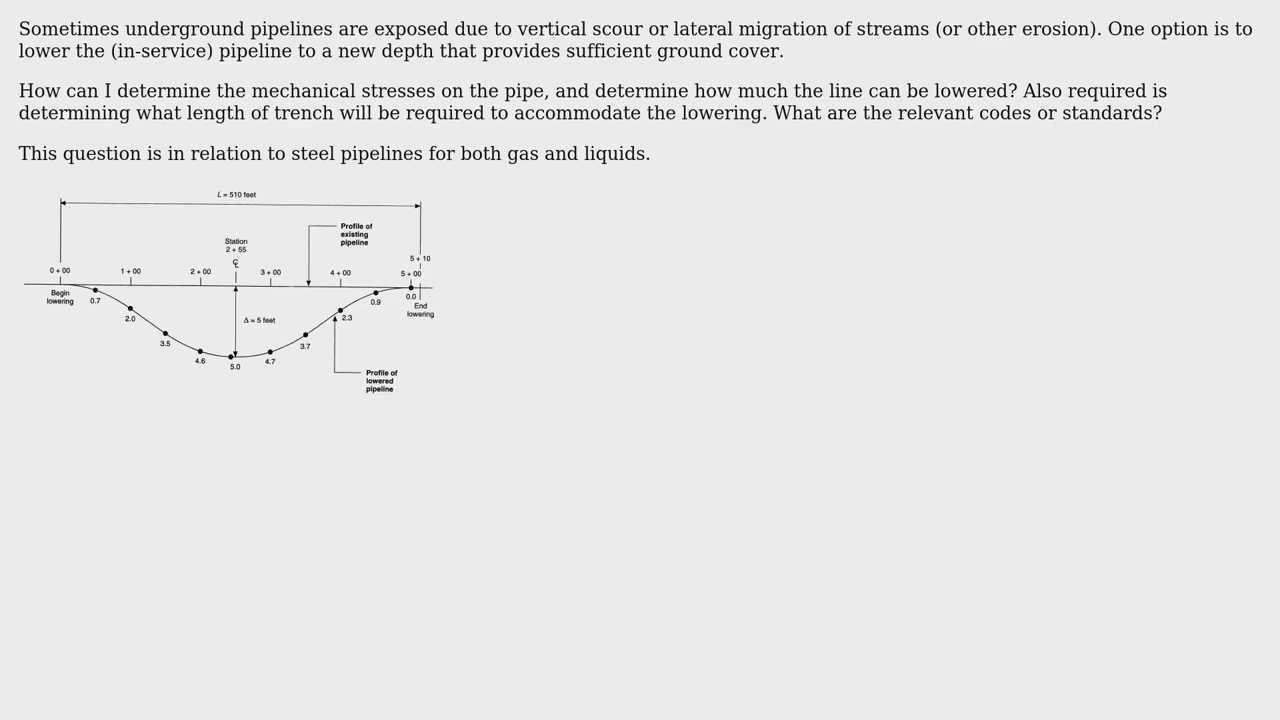 Sometimes underground pipelines are exposed due to vertical scour or lateral migration of streams (or other erosion). One option is to
lower the (in-service) pipeline to a new depth that provides sufficient ground cover.
How can I determine the mechanical stresses on the pipe, and determine how much the line can be lowered? Also required is
determining what length of trench will be required to accommodate the lowering. What are the relevant codes or standards?
This question is in relation to steel pipelines for both gas and liquids.
L = 510 feet
Profile of
existing
pipeline
Station
2 + 55
℄
5 + 10
0 + 00
1 + 00
2 + 00
3 + 00
4 + 00
5 + 00
Begin
lowering
0.7
2.0
3.5
4.6
5.0
Δ = 5 feet
4.7
3.7
2.3
0.9
0.0
End
lowering
Profile of
lowered
pipeline